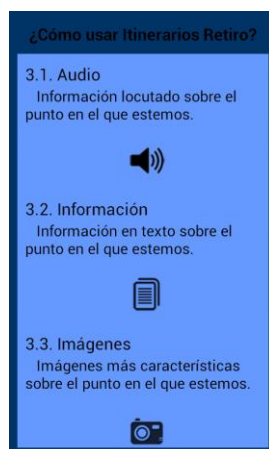 ¿Cómo usar Itinerarios Retiro?
3.1. Audio
Información locutado sobre el
punto en el que estemos.
3.2. Información
Información en texto sobre el
punto en el que estemos.
3.3. Imágenes
Imágenes más características
sobre el punto en el que estemos.